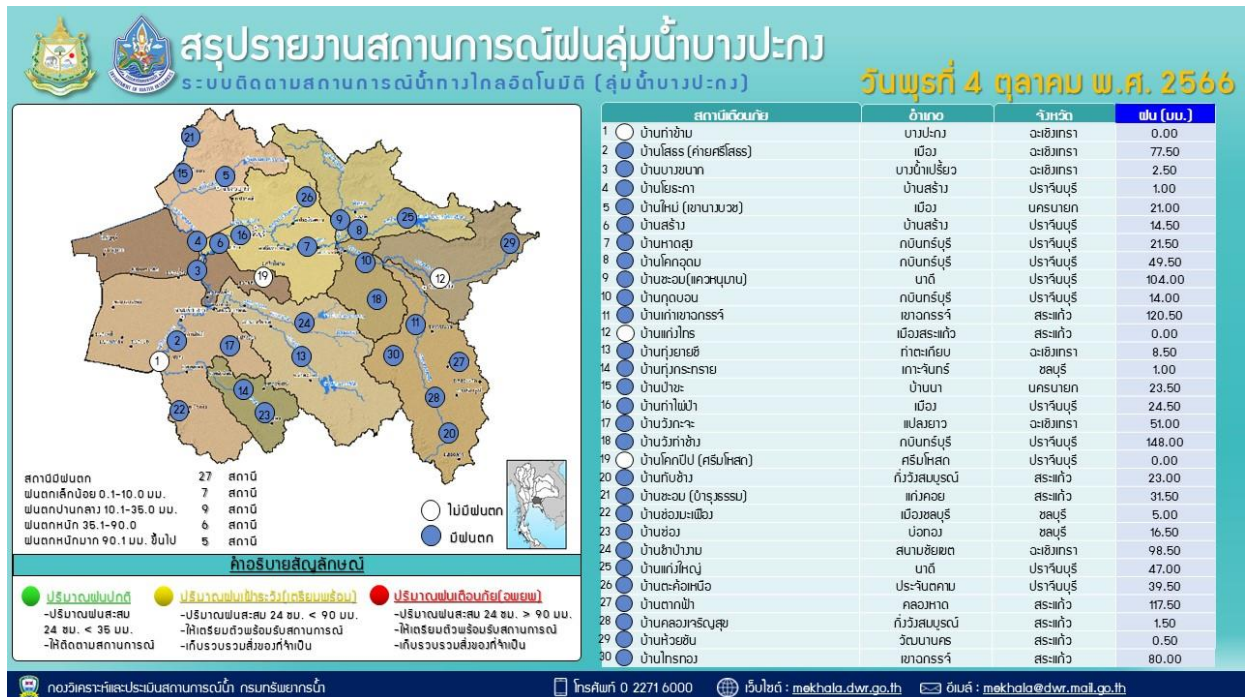 สรุปรายงานสถานการณ์ฝนลุ่มน้ำบางปะกง
ระบบติดตามสถานการณ์น้ำทางไกลอัตโนมัติ (ลุ่มน้ำบางปะกง)
วันพุธที่ 4 ตุลาคม พ.ศ. 2566
21
15
5
26
9
8
25
29
4
6
16
7
10
3
19
12
18
24
11
2
17
13
30
27
1
14
28
22
23
20
สถานีมีฝนตก 27 สถานี
ฝนตกเล็กน้อย 0.1-10.0 มม. 7 สถานี
ฝนตกปานกลาง 10.1-35.0 มม. 9 สถานี
ฝนตกหนัก 35.1-90.0 6 สถานี
ฝนตกหนักมาก 90.1 มม. ขึ้นไป 5 สถานี
ไม่มีฝนตก
มีฝนตก
คำอธิบายสัญลักษณ์
ปริมาณฝนปกติ
-ปริมาณฝนสะสม
24 ชม. < 35 มม.
-ให้ติดตามสถานการณ์
ปริมาณฝนเฝ้าระวัง(เตรียมพร้อม)
-ปริมาณฝนสะสม 24 ชม. < 90 มม.
-ให้เตรียมตัวพร้อมรับสถานการณ์
-เก็บรวบรวมสิ่งของที่จำเป็น
ปริมาณฝนเตือนภัย(อพยพ)
-ปริมาณฝนสะสม 24 ชม. > 90 มม.
-ให้เตรียมตัวพร้อมรับสถานการณ์
-เก็บรวบรวมสิ่งของที่จำเป็น
สถานีเตือนภัย อำเภอ จังหวัด ฝน (มม.)
1 บ้านท่าข้าม บางปะกง ฉะเชิงเทรา 0.00
2 บ้านโสธร (ค่ายศรีโสธร) เมือง ฉะเชิงเทรา 77.50
3 บ้านบางขนาก บางน้ำเปรี้ยว ฉะเชิงเทรา 2.50
4 บ้านโยธะกา บ้านสร้าง ปราจีนบุรี 1.00
5 บ้านใหม่ (เขานางบวช) เมือง นครนายก 21.00
6 บ้านสร้าง บ้านสร้าง ปราจีนบุรี 14.50
7 บ้านหาดสูง กบินทร์บุรี ปราจีนบุรี 21.50
8 บ้านโคกอุดม กบินทร์บุรี ปราจีนบุรี 49.50
9 บ้านชะอม(แควหนุมาน) นาดี ปราจีนบุรี 104.00
10 บ้านกุดบอน กบินทร์บุรี ปราจีนบุรี 14.00
11 บ้านเก่าเขาฉกรรจ์ เขาฉกรรจ์ สระแก้ว 120.50
12 บ้านแก่งไทร เมืองสระแก้ว สระแก้ว 0.00
13 บ้านทุ่งยายชี ท่าตะเกียบ ฉะเชิงเทรา 8.50
14 บ้านทุ่งกระทราย เกาะจันทร์ ชลบุรี 1.00
15 บ้านป่าขะ บ้านนา นครนายก 23.50
16 บ้านท่าไผ่ป่า เมือง ปราจีนบุรี 24.50
17 บ้านวังกะจะ แปลงยาว ฉะเชิงเทรา 51.00
18 บ้านวังท่าช้าง กบินทร์บุรี ปราจีนบุรี 148.00
19 บ้านโคกปีป (ศรีมโหสถ) ศรีมโหสถ ปราจีนบุรี 0.00
20 บ้านทับช้าง กิ่งวังสมบูรณ์ สระแก้ว 23.00
21 บ้านชะอม (บำรุงธรรม) แก่งคอย สระแก้ว 31.50
22 บ้านช่องมะเฟือง เมืองชลบุรี ชลบุรี 5.00
23 บ้านช่อง บ่อทอง ชลบุรี 16.50
24 บ้านชำป่างาม สนามชัยเขต ฉะเชิงเทรา 98.50
25 บ้านแก่งใหญ่ นาดี ปราจีนบุรี 47.00
26 บ้านตะคร้อเหนือ ประจันตคาม ปราจีนบุรี 39.50
27 บ้านตากฟ้า คลองหาด สระแก้ว 117.50
28 บ้านคลองเจริญสุข กิ่งวังสมบูรณ์ สระแก้ว 1.50
29 บ้านห้วยชัน วัฒนานคร สระแก้ว 0.50
30 บ้านไทรทอง เขาฉกรรจ์ สระแก้ว 80.00
กองวิเคราะห์และประเมินสถานการณ์น้ำ กรมทรัพยากรน้ำ
โทรศัพท์ 0 2271 6000
เว็บไซต์ : mekhala.dwr.go.th
อีเมล์ : mekhala@dwr.mail.go.th